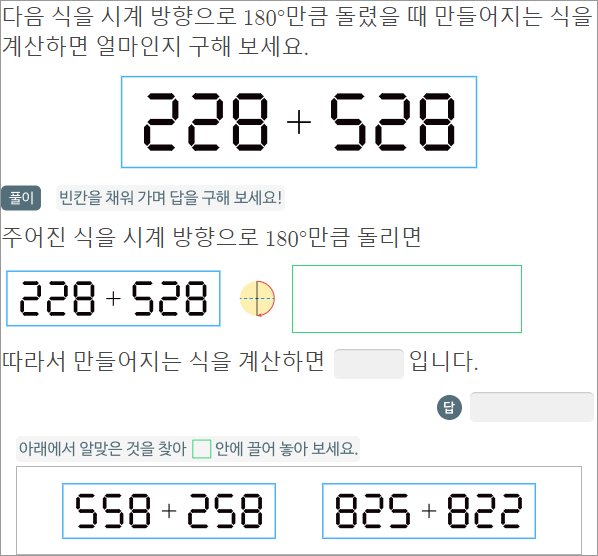 다음 식을 시계 방향으로 180°만큼 돌렸을 때 만들어지는 식을
계산하면 얼마인지 구해 보세요.
228 + 528
풀이 빈칸을 채워 가며 답을 구해 보세요!
주어진 식을 시계 방향으로 180°만큼 돌리면
228 + 528
따라서 만들어지는 식을 계산하면 입니다.
답
아래에서 알맞은 것을 찾아 안에 끌어 놓아 보세요.
558 + 258 825 + 822